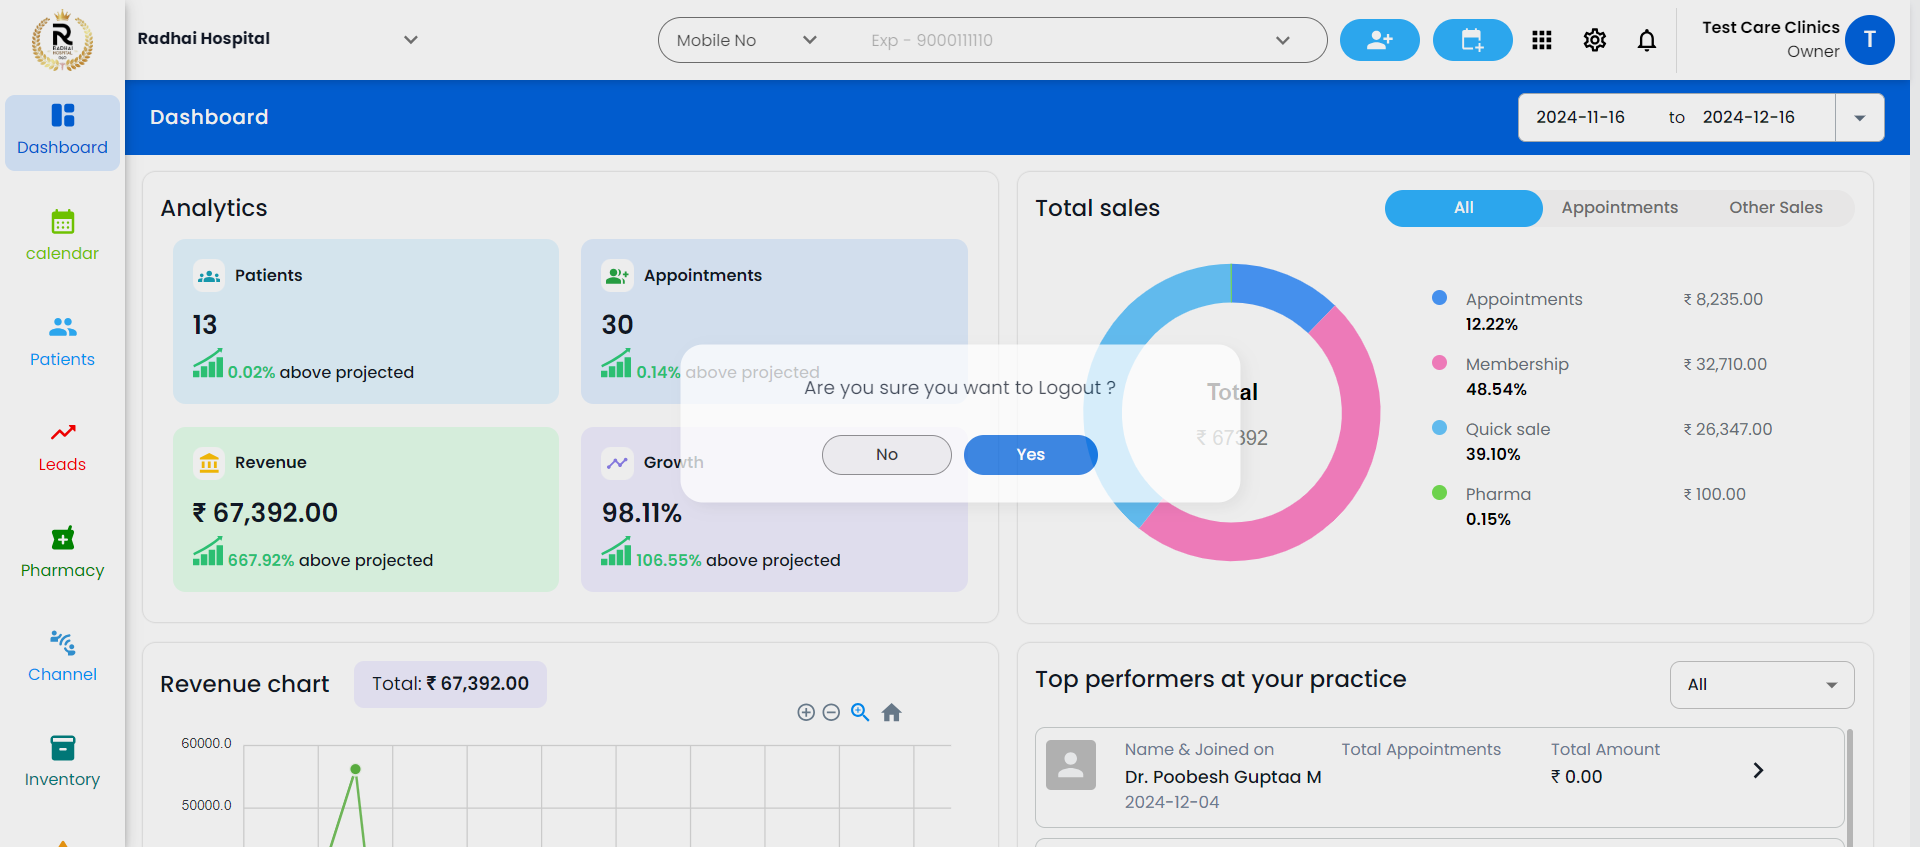 R
RADHAI
HOSPITAL
Radhai Hospital
Mobile No
Exp - 9000111110
Test Care Clinics
Owner
T
Dashboard
2024-11-16 to 2024-12-16
Dashboard
calendar
Patients
Leads
Pharmacy
Channel
Inventory
Analytics
Patients
13
0.02% above projected
Appointments
30
0.14% above projected
Revenue
₹ 67,392.00
667.92% above projected
Growth
98.11%
106.55% above projected
Are you sure you want to Logout ?
No
Yes
Total sales
All
Appointments
Other Sales
Total
₹ 67392
Appointments ₹ 8,235.00
12.22%
Membership ₹ 32,710.00
48.54%
Quick sale ₹ 26,347.00
39.10%
Pharma ₹ 100.00
0.15%
Revenue chart
Total: ₹ 67,392.00
60000.0
50000.0
Top performers at your practice
All
Name & Joined on Total Appointments Total Amount
Dr. Poobesh Guptaa M ₹ 0.00
2024-12-04